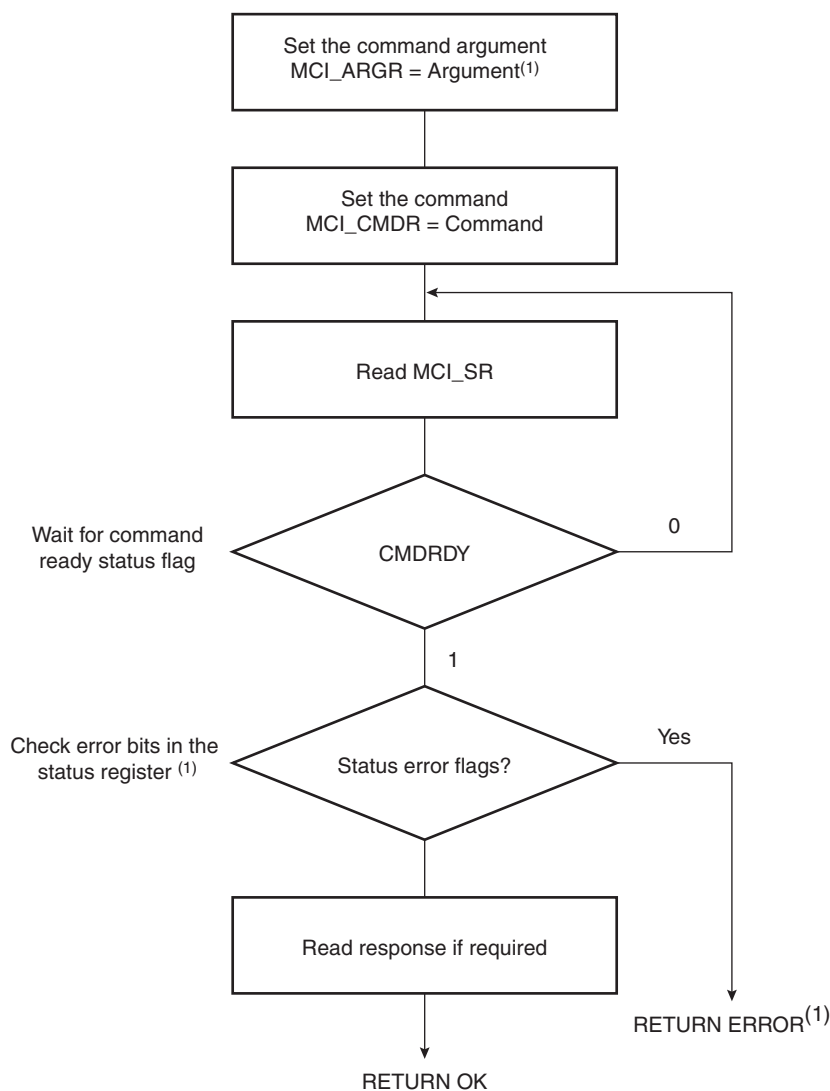 Set the command argument
MCI_ARGR = Argument(1)
Set the command
MCI_CMDR = Command
Read MCI_SR
Wait for command
ready status flag
CMDRDY
0
1
Check error bits in the
status register (1)
Status error flags?
Yes
Read response if required
RETURN ERROR(1)
RETURN OK